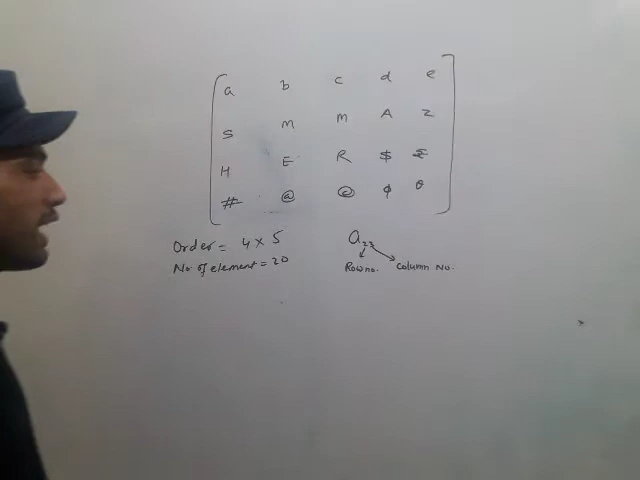 a b c d e
S M m A Z
H E R $ Σ
# @ @ ϕ θ
Order = 4 × 5
No. of element = 20
a₂₃
Row no. Column No.